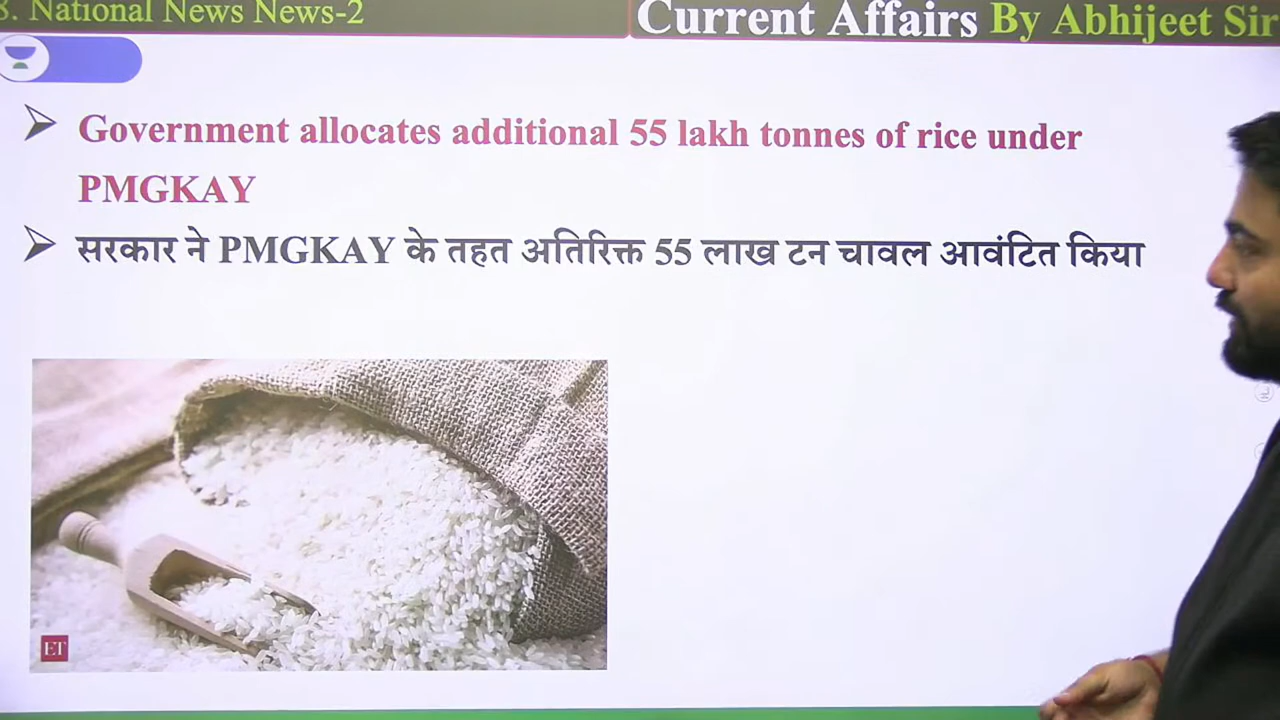 8. National News News-2
Current Affairs By Abhijeet Sir
Government allocates additional 55 lakh tonnes of rice under
PMGKAY
सरकार ने PMGKAY के तहत अतिरिक्त 55 लाख टन चावल आवंटित किया
ET